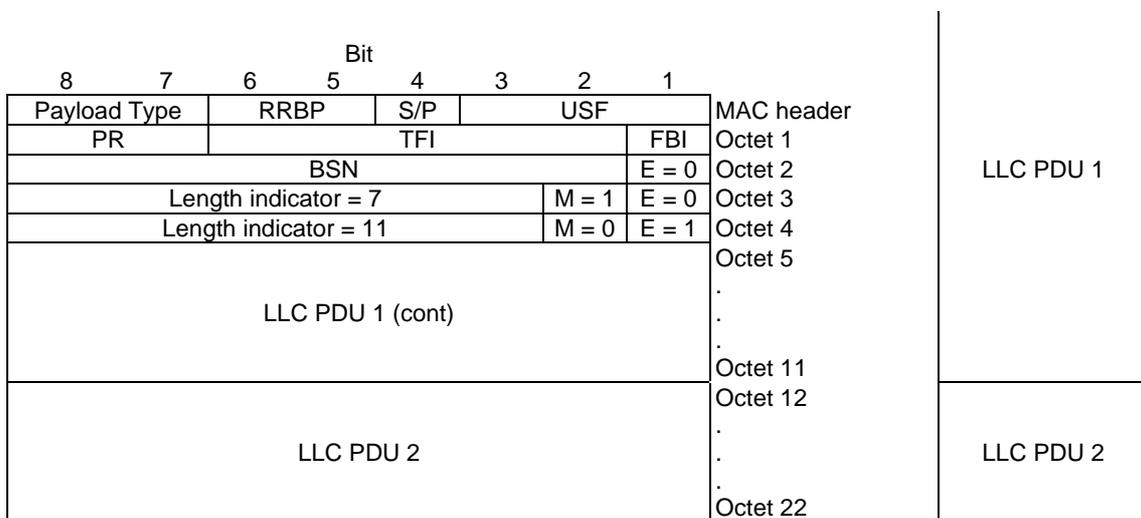 Bit
8 7 6 5 4 3 2 1
Payload Type RRBP S/P USF MAC header
PR TFI FBI Octet 1
BSN E = 0 Octet 2 LLC PDU 1
Length indicator = 7 M = 1 E = 0 Octet 3
Length indicator = 11 M = 0 E = 1 Octet 4
Octet 5
.
LLC PDU 1 (cont) .
.
Octet 11
Octet 12
.
LLC PDU 2 . LLC PDU 2
.
Octet 22